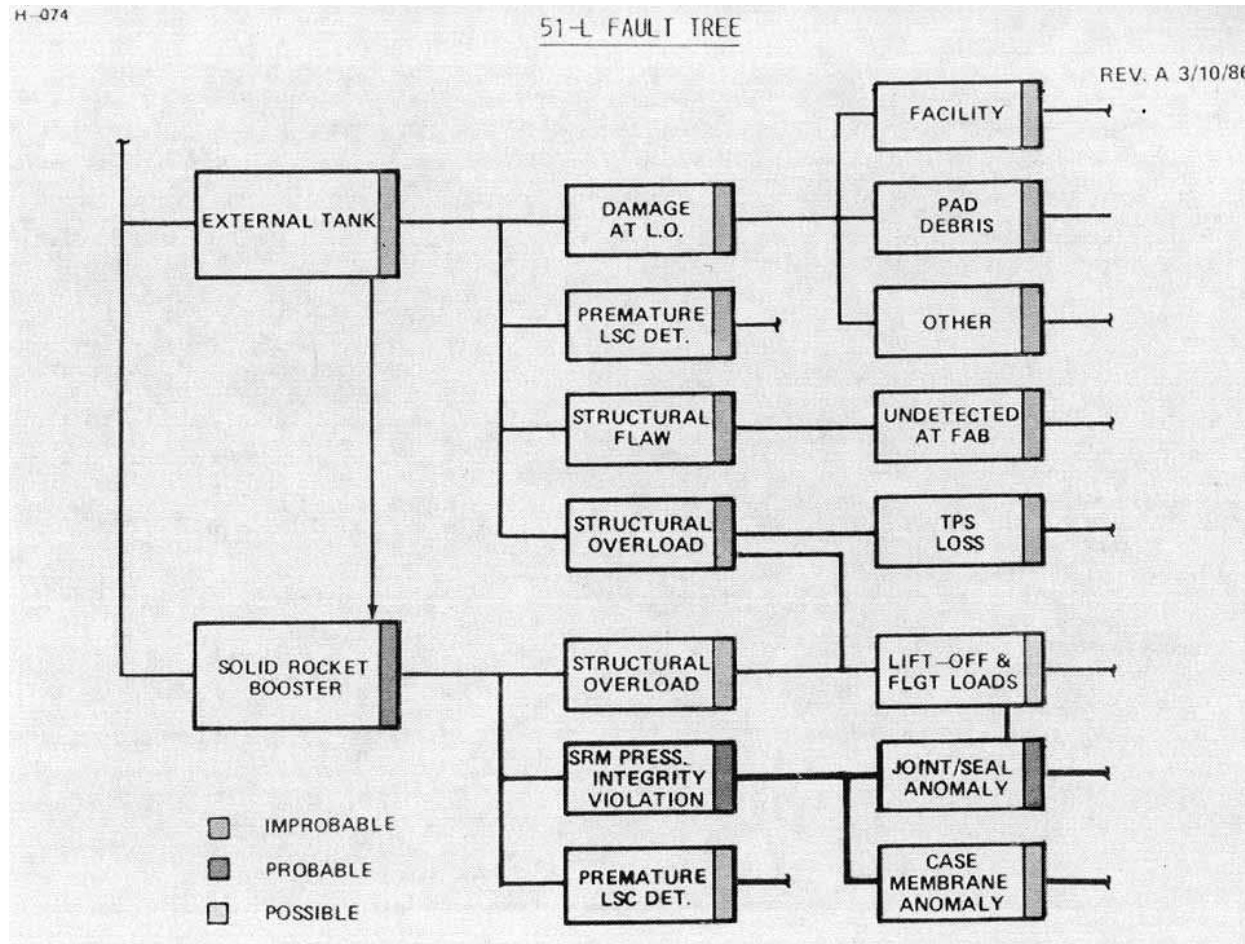 H-074
51-L FAULT TREE
REV. A 3/10/86
FACILITY
EXTERNAL TANK
DAMAGE
AT L.O.
PAD
DEBRIS
PREMATURE
LSC DET.
OTHER
STRUCTURAL
FLAW
UNDETECTED
AT FAB
STRUCTURAL
OVERLOAD
TPS
LOSS
SOLID ROCKET
BOOSTER
STRUCTURAL
OVERLOAD
LIFT-OFF &
FLGT LOADS
SRM PRESS.
INTEGRITY
VIOLATION
JOINT/SEAL
ANOMALY
PREMATURE
LSC DET.
CASE
MEMBRANE
ANOMALY
IMPROBABLE
PROBABLE
POSSIBLE